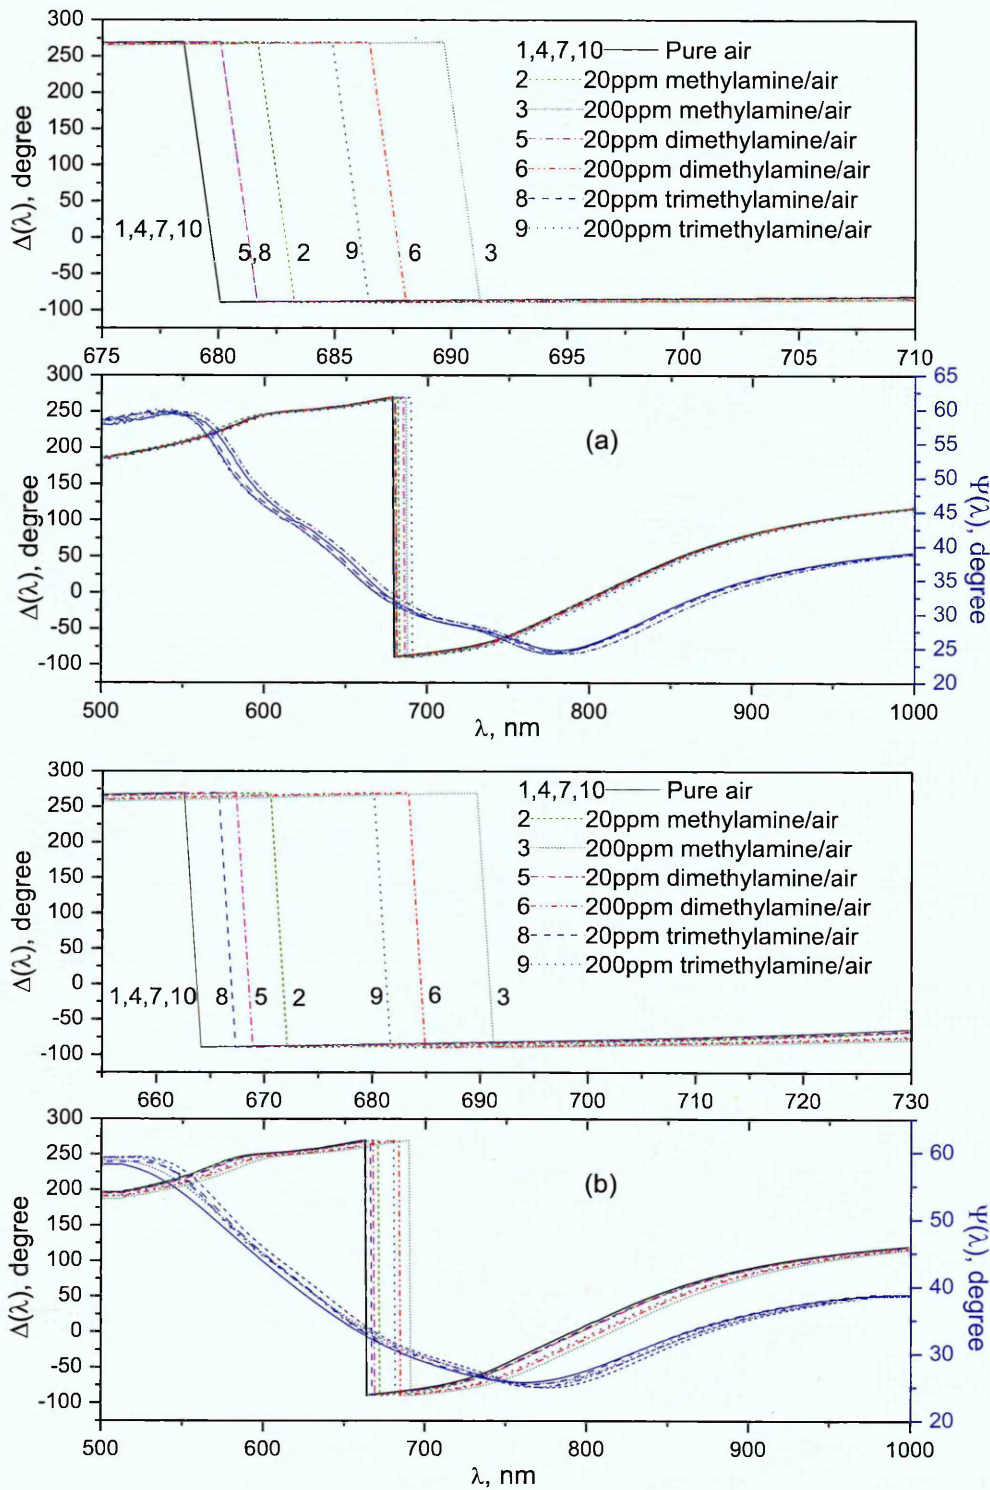 300
250
200
150
100
50
0
-50
-100
Δ(λ), degree
1,4,7,10 Pure air
2 20ppm methylamine/air
3 200ppm methylamine/air
5 20ppm dimethylamine/air
6 200ppm dimethylamine/air
8 20ppm trimethylamine/air
9 200ppm trimethylamine/air
1,4,7,10 5,8 2 9 6 3
675 680 685 690 695 700 705 710
300
250
200
150
100
50
0
-50
-100
Δ(λ), degree
(a)
65
60
55
50
45
40
35
30
25
20
Ψ(λ), degree
500 600 700 800 900 1000
λ, nm
300
250
200
150
100
50
0
-50
-100
Δ(λ), degree
1,4,7,10 Pure air
2 20ppm methylamine/air
3 200ppm methylamine/air
5 20ppm dimethylamine/air
6 200ppm dimethylamine/air
8 20ppm trimethylamine/air
9 200ppm trimethylamine/air
1,4,7,10 8 5 2 9 6 3
660 670 680 690 700 710 720 730
300
250
200
150
100
50
0
-50
-100
Δ(λ), degree
(b)
60
50
40
30
20
Ψ(λ), degree
500 600 700 800 900 1000
λ, nm